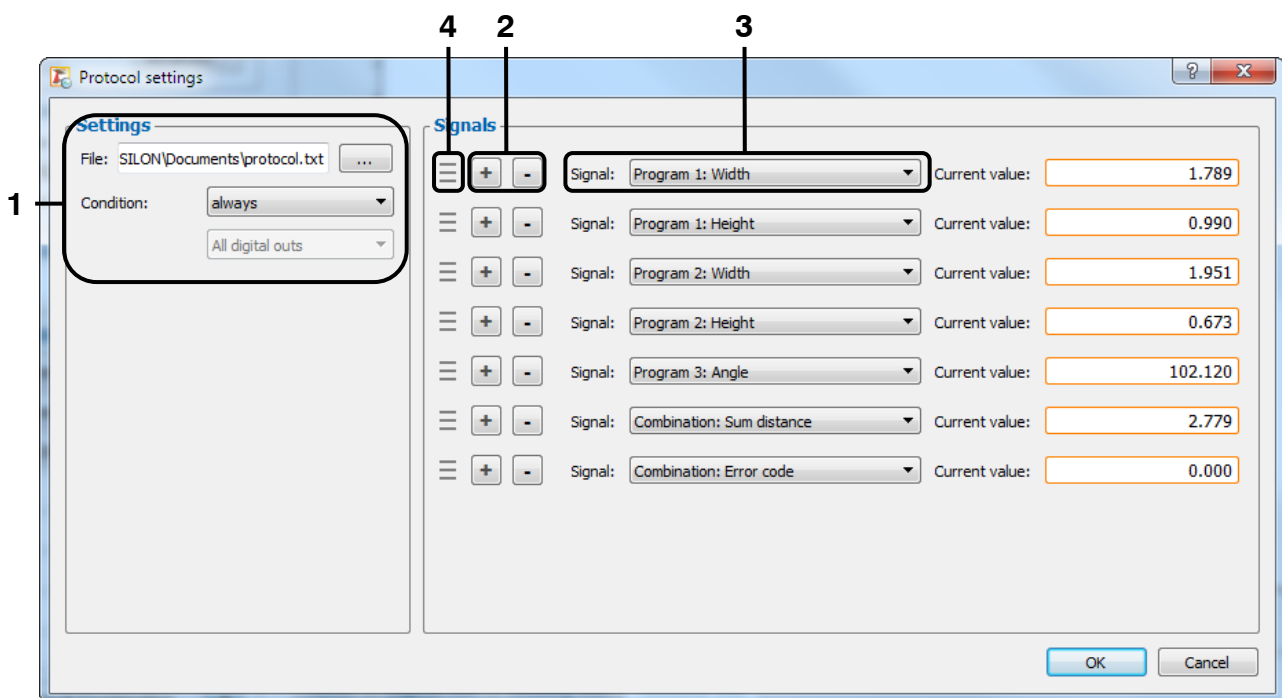 4 2 3
Protocol settings
Settings
File: SILON\Documents\protocol.txt ...
Condition: always
All digital outs
1
Signals
+ - Signal: Program 1: Width Current value: 1.789
+ - Signal: Program 1: Height Current value: 0.990
+ - Signal: Program 2: Width Current value: 1.951
+ - Signal: Program 2: Height Current value: 0.673
+ - Signal: Program 3: Angle Current value: 102.120
+ - Signal: Combination: Sum distance Current value: 2.779
+ - Signal: Combination: Error code Current value: 0.000
OK Cancel